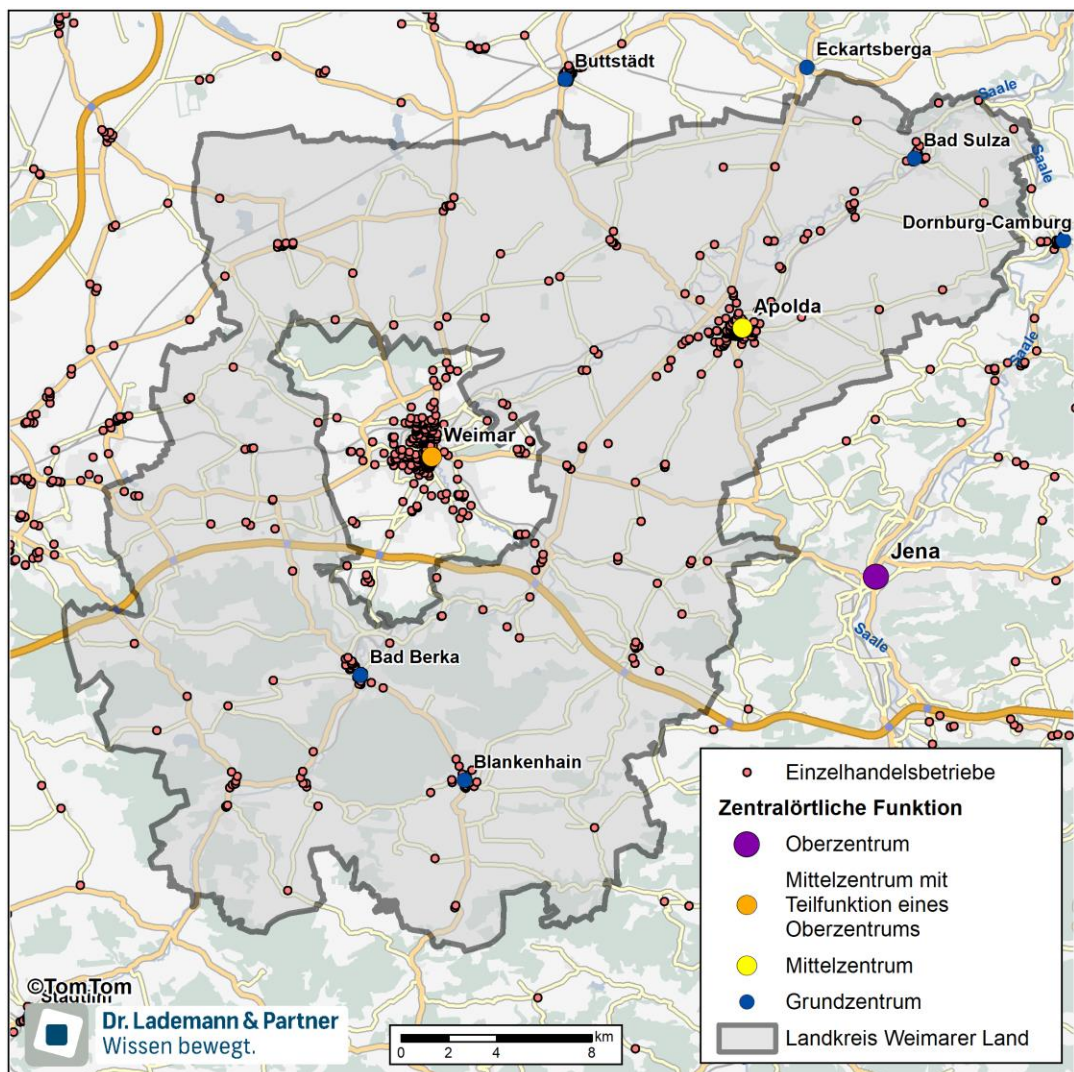 Buttstädt
Eckartsberga
Saale
Bad Sulza
Saale
Dornburg-Camburg
Apolda
Saale
Weimar
Jena
Saale
Bad Berka
Blankenhain
Einzelhandelsbetriebe
Zentralörtliche Funktion
Oberzentrum
Mittelzentrum mit
Teilfunktion eines
Oberzentrums
Mittelzentrum
Grundzentrum
Landkreis Weimarer Land
©TomTom
Dr. Lademann & Partner
Wissen bewegt.
km
0 2 4 8